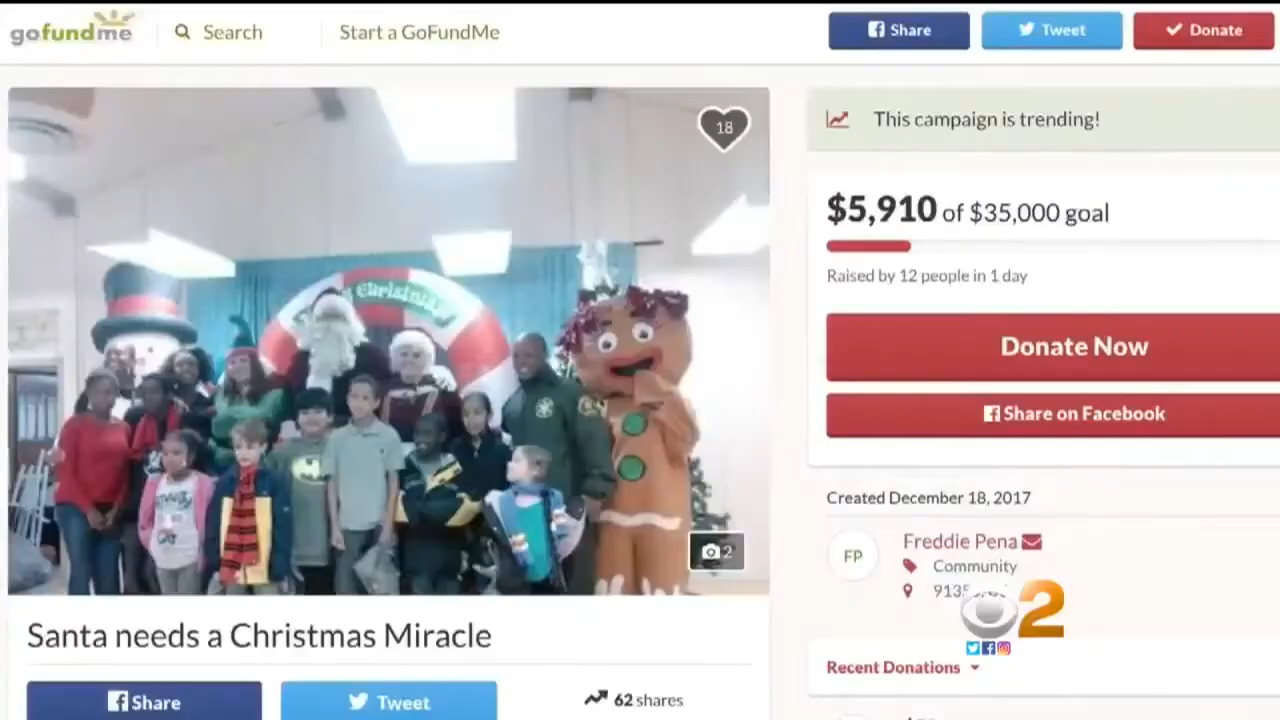 gofundme
Search
Start a GoFundMe
Share
Tweet
Donate
18
Christmas
2
This campaign is trending!
$5,910 of $35,000 goal
Raised by 12 people in 1 day
Donate Now
Share on Facebook
Created December 18, 2017
FP
Freddie Pena
Community
2
Recent Donations
Santa needs a Christmas Miracle
Share
Tweet
62 shares